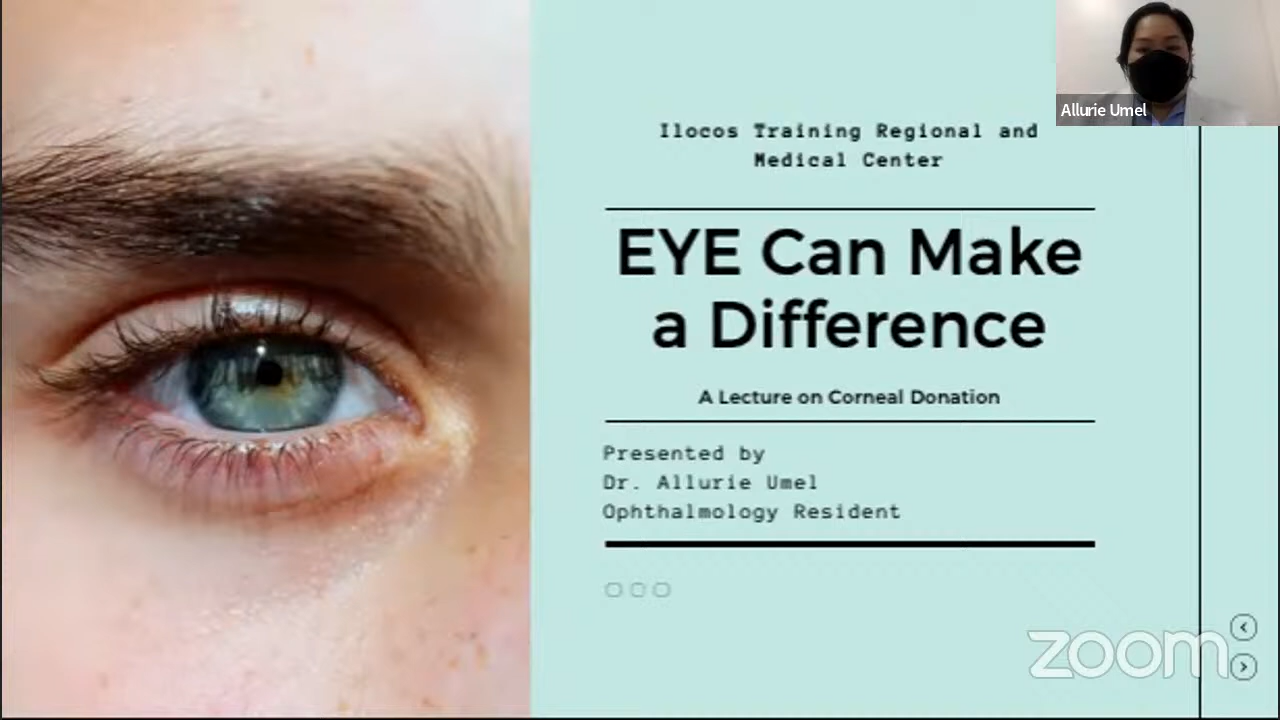 Allurie Umel
Ilocos Training Regional and
Medical Center
EYE Can Make
a Difference
A Lecture on Corneal Donation
Presented by
Dr. Allurie Umel
Ophthalmology Resident
zoom